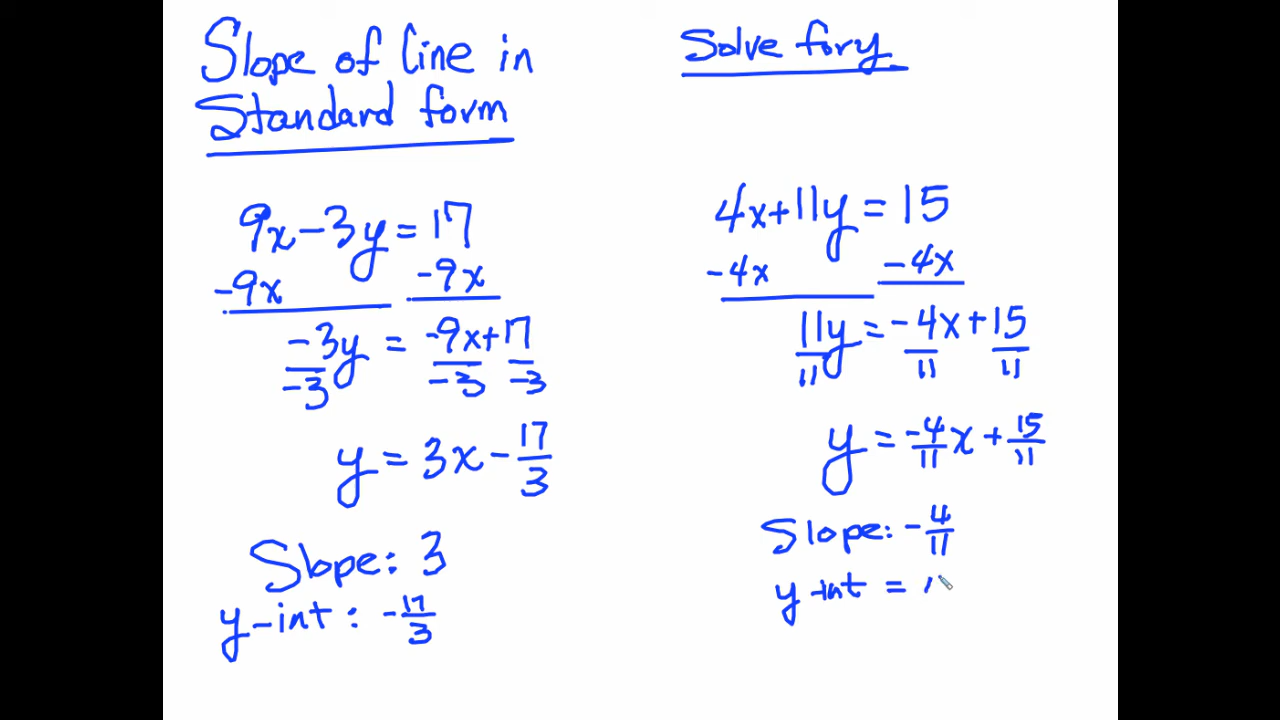 Slope of line in
Standard form
9x-3y=17
-9x -9x
-3y = -9x+17
-3 -3 -3
y = 3x - 17/3
Slope: 3
y-int: -17/3
Solve for y
4x+11y=15
-4x -4x
11y = -4x+15
11 11 11
y = -4/11 x + 15/11
Slope: -4/11
y-int =